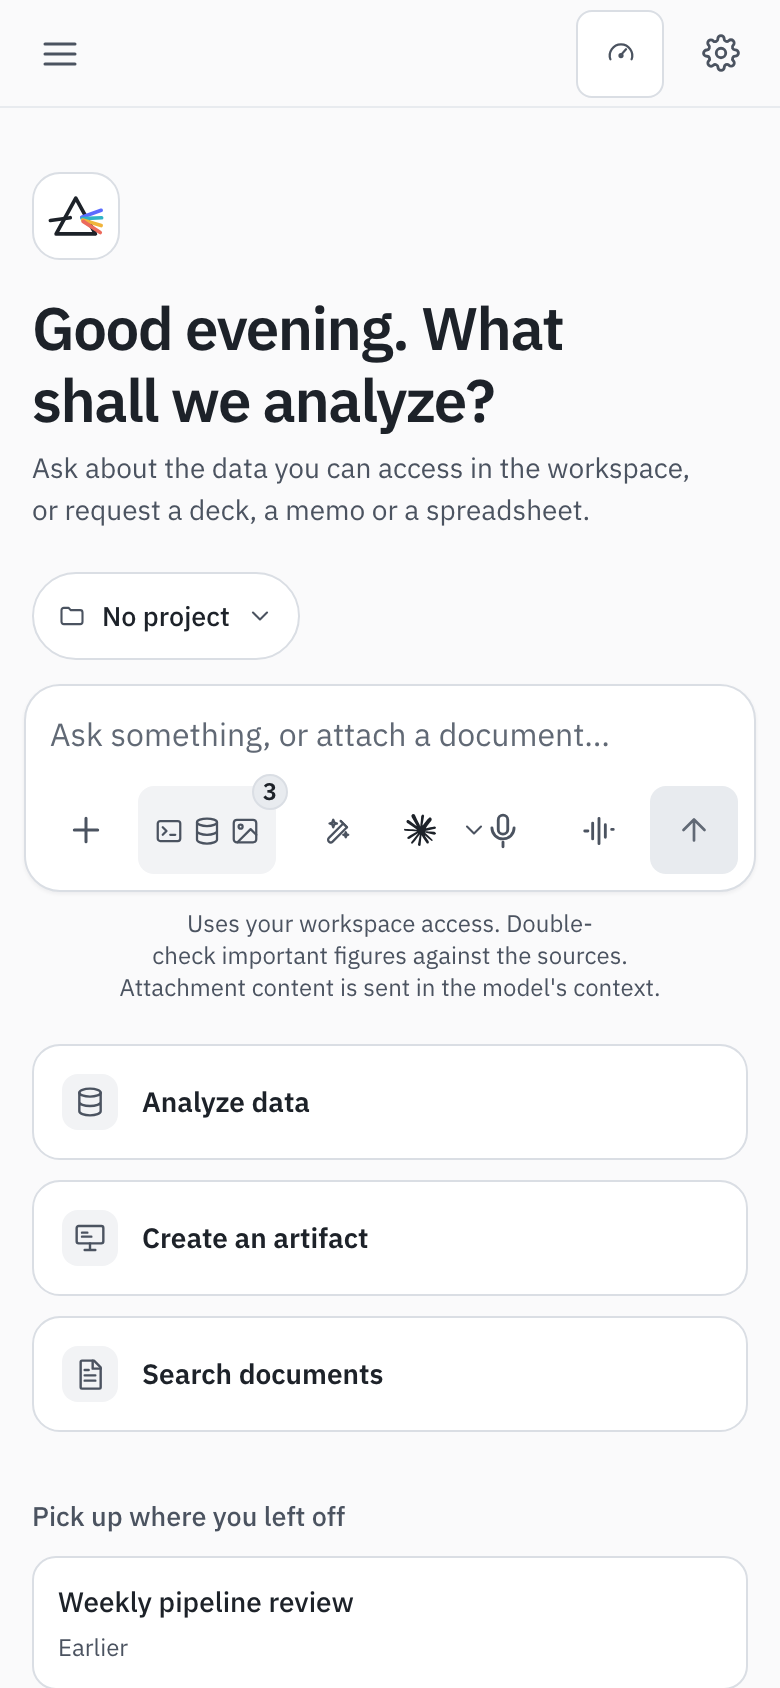 Good evening. What
shall we analyze?
Ask about the data you can access in the workspace,
or request a deck, a memo or a spreadsheet.
No project
Ask something, or attach a document...
3
Uses your workspace access. Double-
check important figures against the sources.
Attachment content is sent in the model's context.
Analyze data
Create an artifact
Search documents
Pick up where you left off
Weekly pipeline review
Earlier